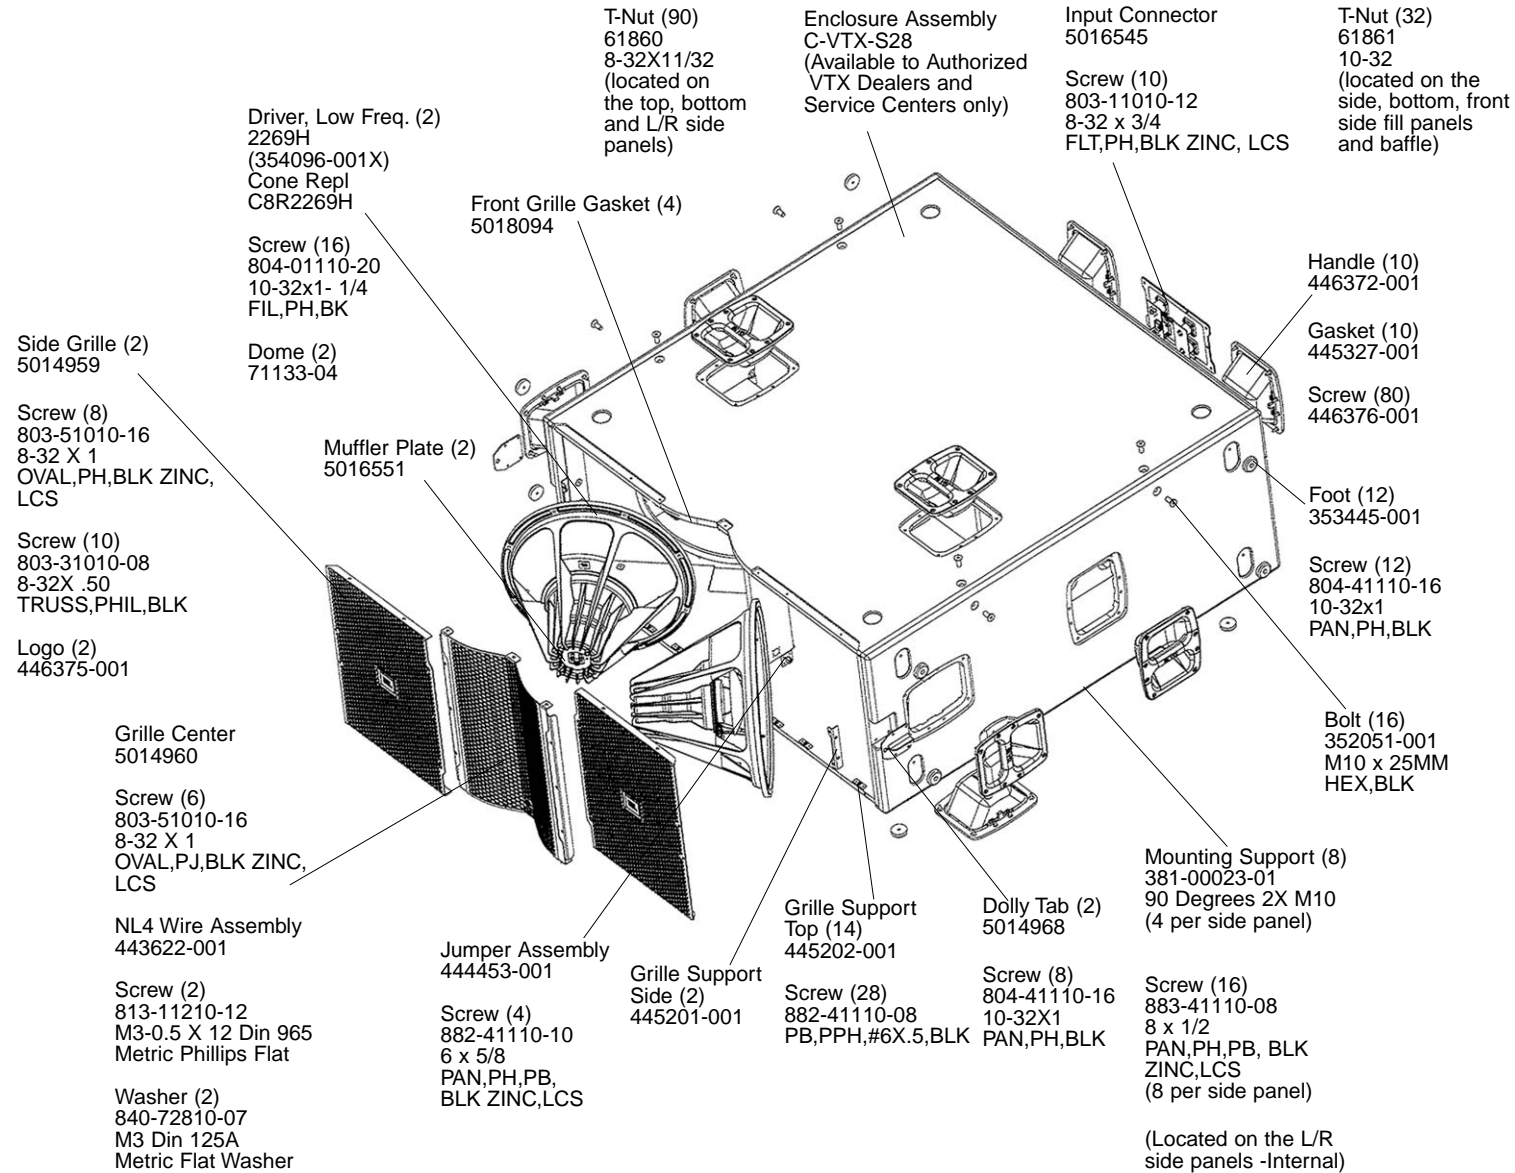 T-Nut (90)
61860
8-32X11/32
(located on
the top, bottom
and L/R side
panels)
Enclosure Assembly
C-VTX-S28
(Available to Authorized
VTX Dealers and
Service Centers only)
Input Connector
5016545
Screw (10)
803-11010-12
8-32 x 3/4
FLT,PH,BLK ZINC, LCS
T-Nut (32)
61861
10-32
(located on the
side, bottom, front
side fill panels
and baffle)
Driver, Low Freq. (2)
2269H
(354096-001X)
Cone Repl
C8R2269H
Screw (16)
804-01110-20
10-32x1- 1/4
FIL,PH,BK
Dome (2)
71133-04
Front Grille Gasket (4)
5018094
Handle (10)
446372-001
Gasket (10)
445327-001
Screw (80)
446376-001
Foot (12)
353445-001
Screw (12)
804-41110-16
10-32x1
PAN,PH,BLK
Bolt (16)
352051-001
M10 x 25MM
HEX,BLK
Side Grille (2)
5014959
Screw (8)
803-51010-16
8-32 X 1
OVAL,PH,BLK ZINC,
LCS
Screw (10)
803-31010-08
8-32X .50
TRUSS,PHIL,BLK
Logo (2)
446375-001
Muffler Plate (2)
5016551
Grille Center
5014960
Screw (6)
803-51010-16
8-32 X 1
OVAL,PJ,BLK ZINC,
LCS
NL4 Wire Assembly
443622-001
Screw (2)
813-11210-12
M3-0.5 X 12 Din 965
Metric Phillips Flat
Washer (2)
840-72810-07
M3 Din 125A
Metric Flat Washer
Jumper Assembly
444453-001
Screw (4)
882-41110-10
6 x 5/8
PAN,PH,PB,
BLK ZINC,LCS
Grille Support
Side (2)
445201-001
Grille Support
Top (14)
445202-001
Screw (28)
882-41110-08
PB,PPH,#6X.5,BLK
Dolly Tab (2)
5014968
Screw (8)
804-41110-16
10-32X1
PAN,PH,BLK
Mounting Support (8)
381-00023-01
90 Degrees 2X M10
(4 per side panel)
Screw (16)
883-41110-08
8 x 1/2
PAN,PH,PB, BLK
ZINC,LCS
(8 per side panel)
(Located on the L/R
side panels -Internal)